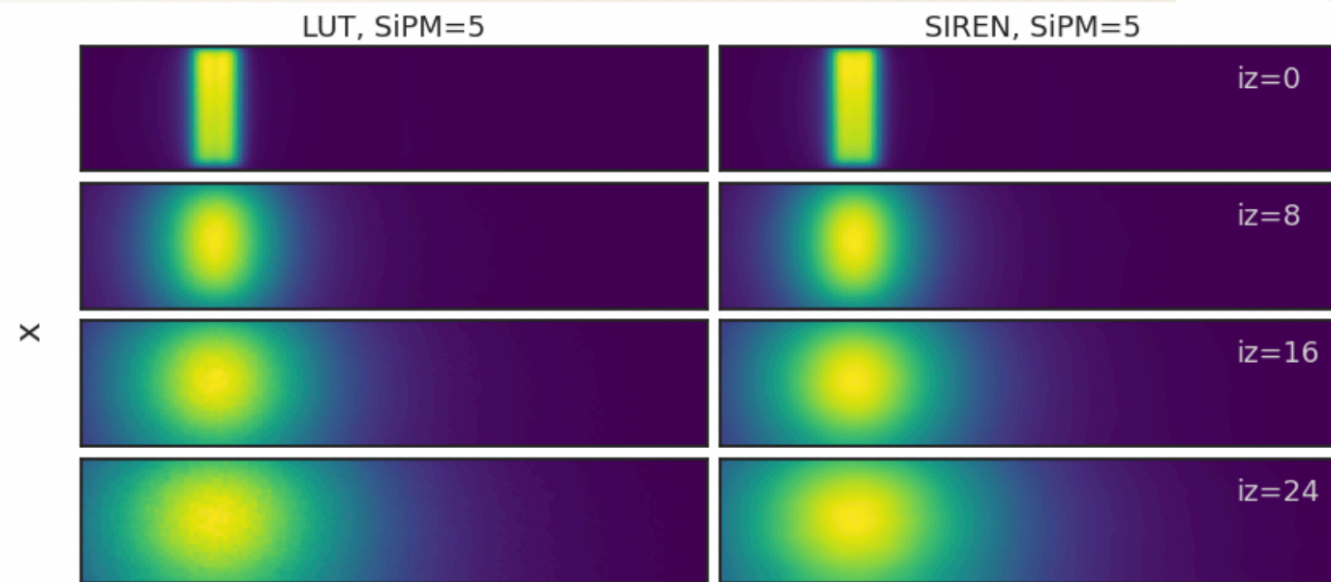 LUT, SiPM=5
SIREN, SiPM=5
iz=0
iz=8
x
iz=16
iz=24